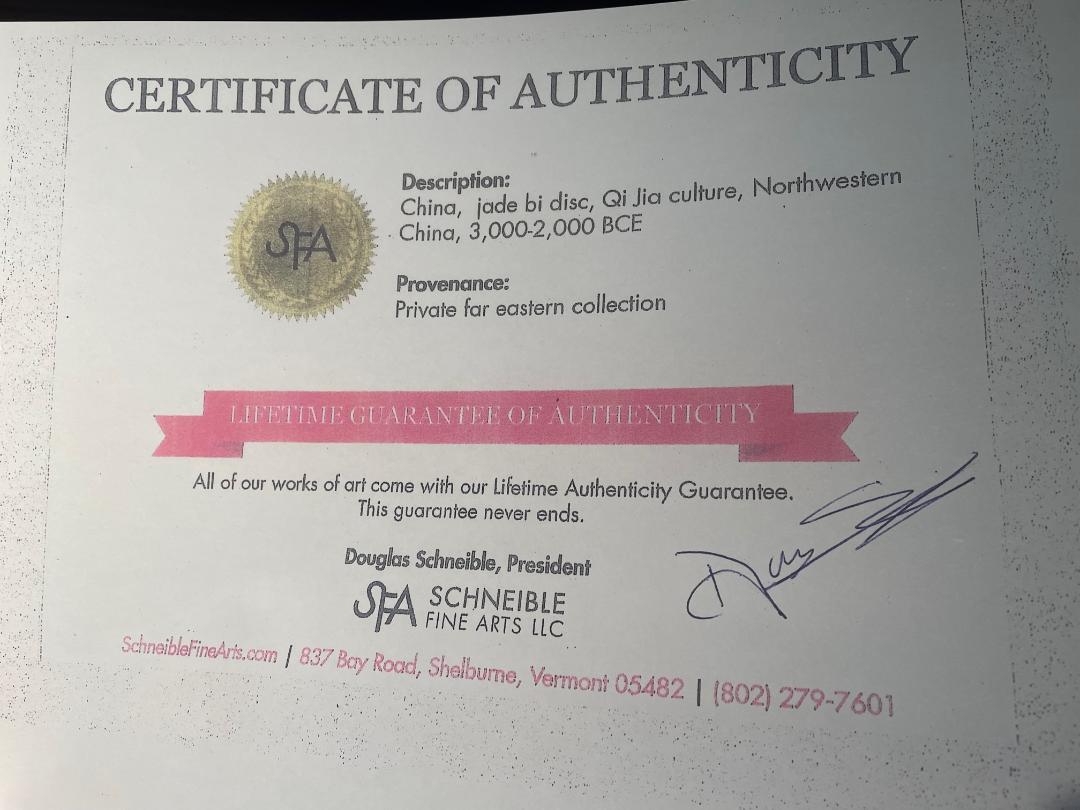 CERTIFICATE OF AUTHENTICITY
SFA
Description:
China, jade bi disc, Qi Jia culture, Northwestern
China, 3,000-2,000 BCE
Provenance:
Private far eastern collection
LIFETIME GUARANTEE OF AUTHENTICITY
All of our works of art come with our Lifetime Authenticity Guarantee.
This guarantee never ends.
Douglas Schneible, President
SFA SCHNEIBLE
FINE ARTS LLC
SchneibleFineArts.com | 837 Bay Road, Shelburne, Vermont 05482 | (802) 279-7601